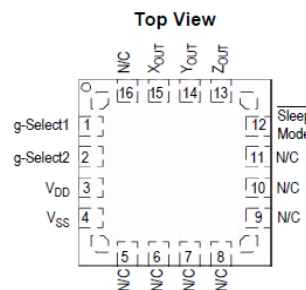 Top View
N/C
XOUT
YOUT
ZOUT
16 15 14 13
g-Select1 1
g-Select2 2
VDD 3
VSS 4
12 Sleep Mode
11 N/C
10 N/C
9 N/C
5 6 7 8
N/C
N/C
N/C
N/C